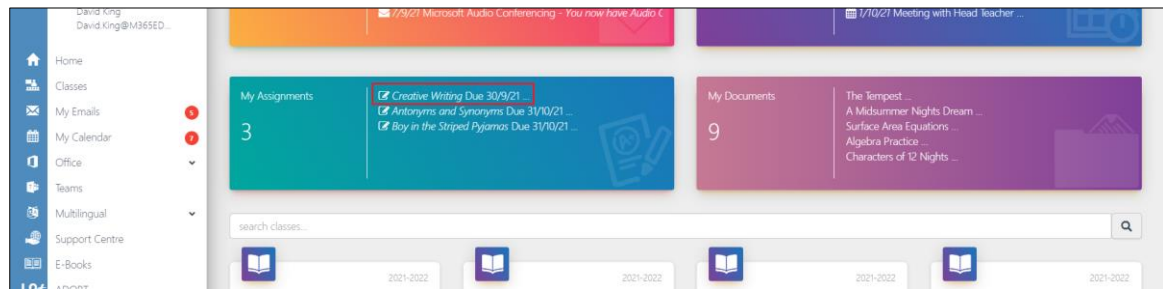 David King
David.King@M365ED...
Home
Classes
My Emails
5
My Calendar
7
Office
Teams
Multilingual
Support Centre
E-Books
ADOPT
7/9/21 Microsoft Audio Conferencing - You now have Audio C
1/10/21 Meeting with Head Teacher ...
My Assignments
3
Creative Writing Due 30/9/21 ...
Antonyms and Synonyms Due 31/10/21 ...
Boy in the Striped Pyjamas Due 31/10/21 ...
My Documents
9
The Tempest ...
A Midsummer Nights Dream ...
Surface Area Equations ...
Algebra Practice ...
Characters of 12 Nights ...
search classes...
2021-2022
2021-2022
2021-2022
2021-2022